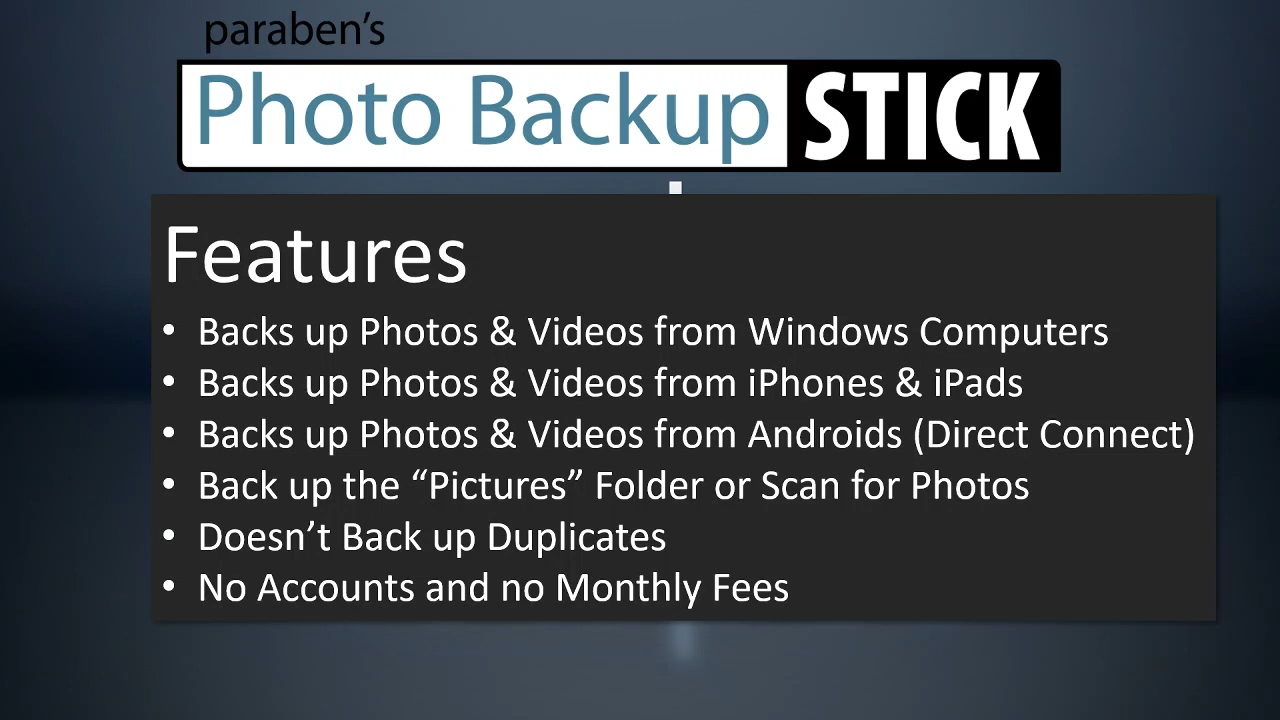 paraben's
Photo Backup STICK
Features
• Backs up Photos & Videos from Windows Computers
• Backs up Photos & Videos from iPhones & iPads
• Backs up Photos & Videos from Androids (Direct Connect)
• Back up the “Pictures” Folder or Scan for Photos
• Doesn’t Back up Duplicates
• No Accounts and no Monthly Fees